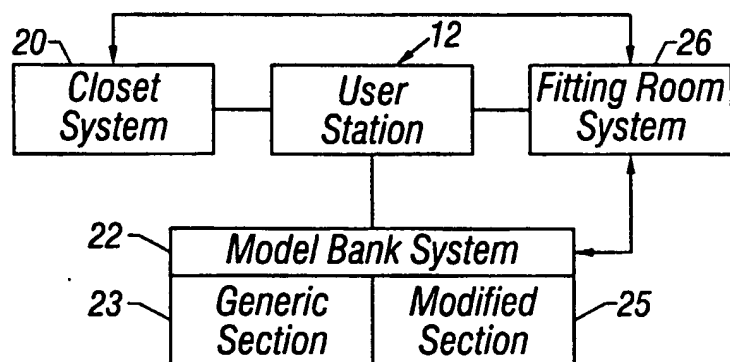 20
12
26
Closet
System
User
Station
Fitting Room
System
22
Model Bank System
23
Generic
Section
Modified
Section
25